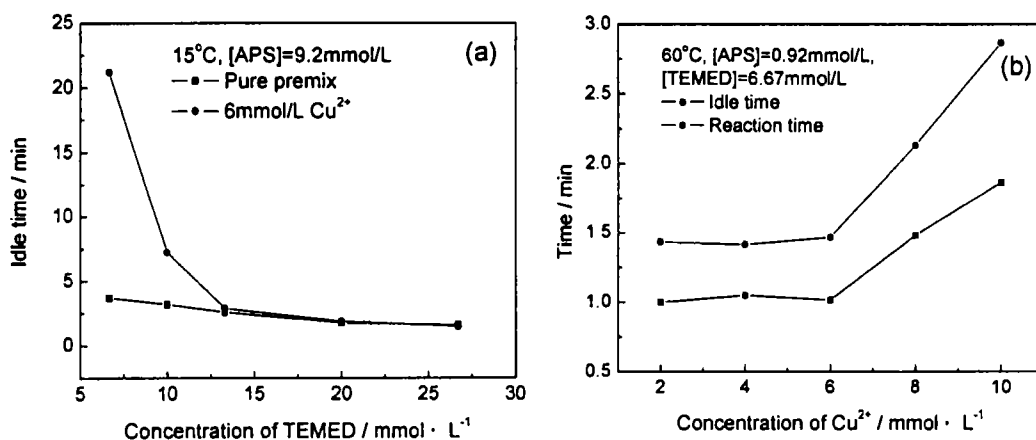 (a)
15°C, [APS]=9.2mmol/L
Pure premix
6mmol/L Cu²⁺
Idle time / min
25
20
15
10
5
0
5 10 15 20 25 30
Concentration of TEMED / mmol · L⁻¹
(b)
60°C, [APS]=0.92mmol/L,
[TEMED]=6.67mmol/L
Idle time
Reaction time
Time / min
3.0
2.5
2.0
1.5
1.0
0.5
2 4 6 8 10
Concentration of Cu²⁺ / mmol · L⁻¹